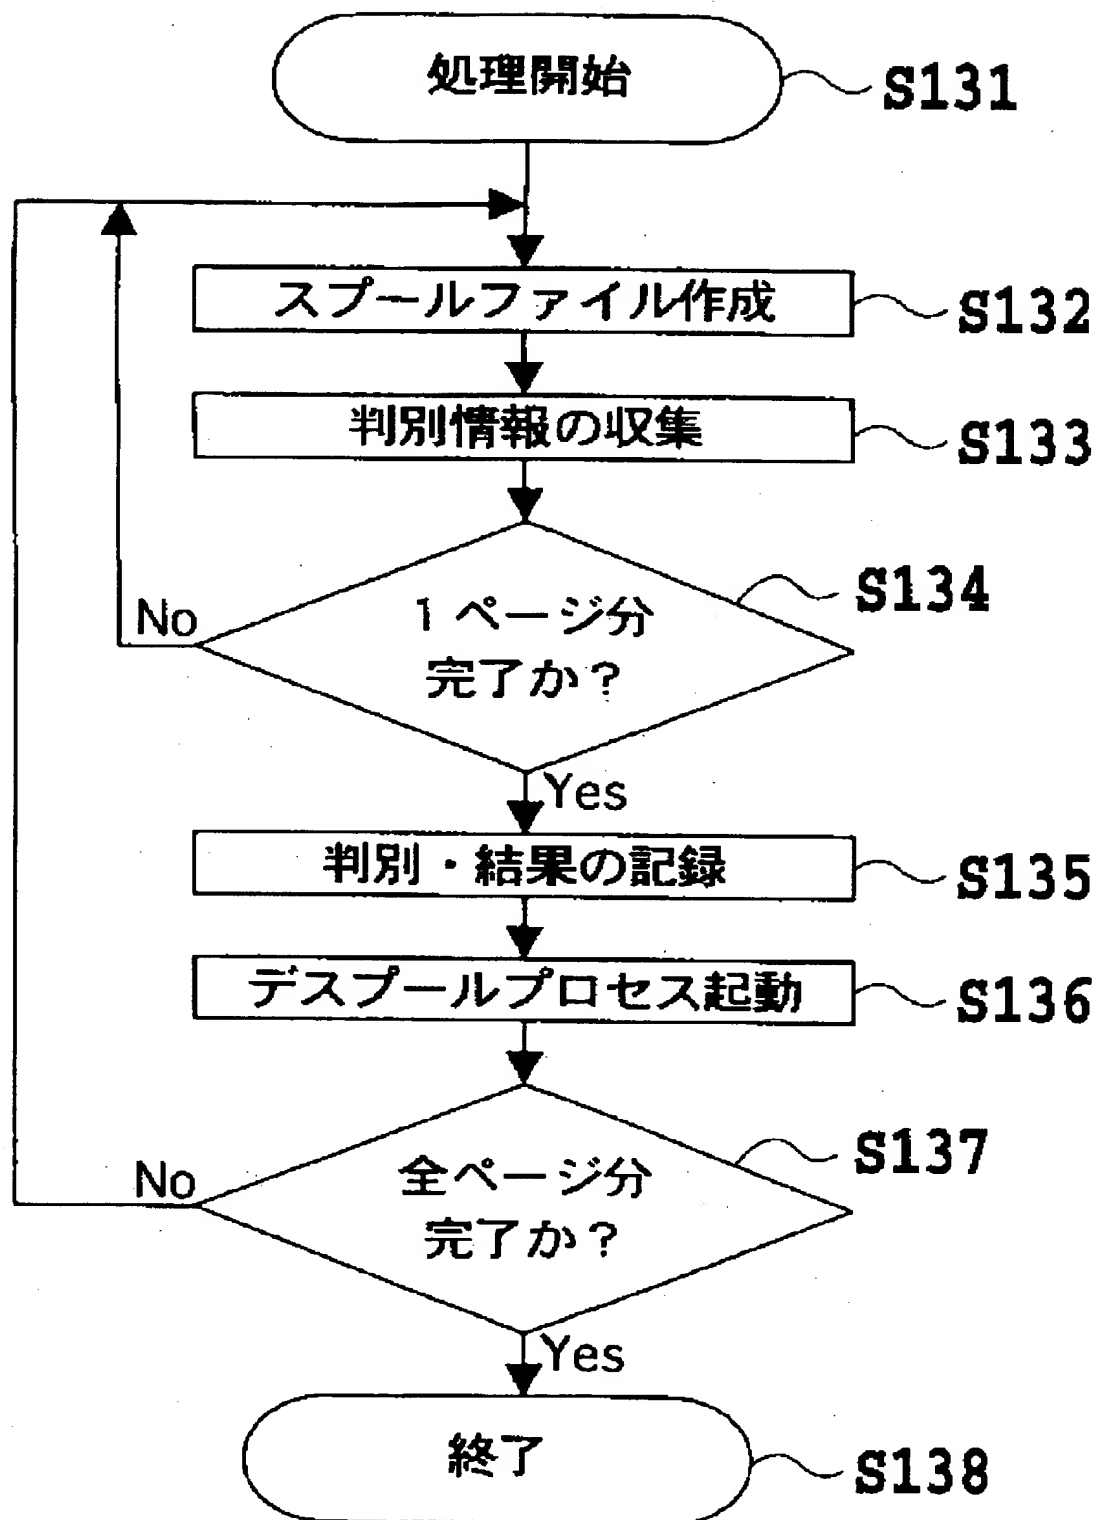 処理開始
S131
スプールファイル作成
S132
判別情報の収集
S133
S134
No
1ページ分
完了か?
Yes
判別・結果の記録
S135
デスプールプロセス起動
S136
S137
No
全ページ分
完了か?
Yes
終了
S138